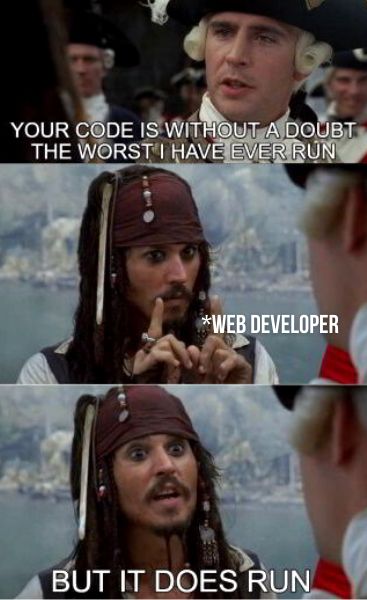 YOUR CODE IS WITHOUT A DOUBT
THE WORST I HAVE EVER RUN
*WEB DEVELOPER
BUT IT DOES RUN